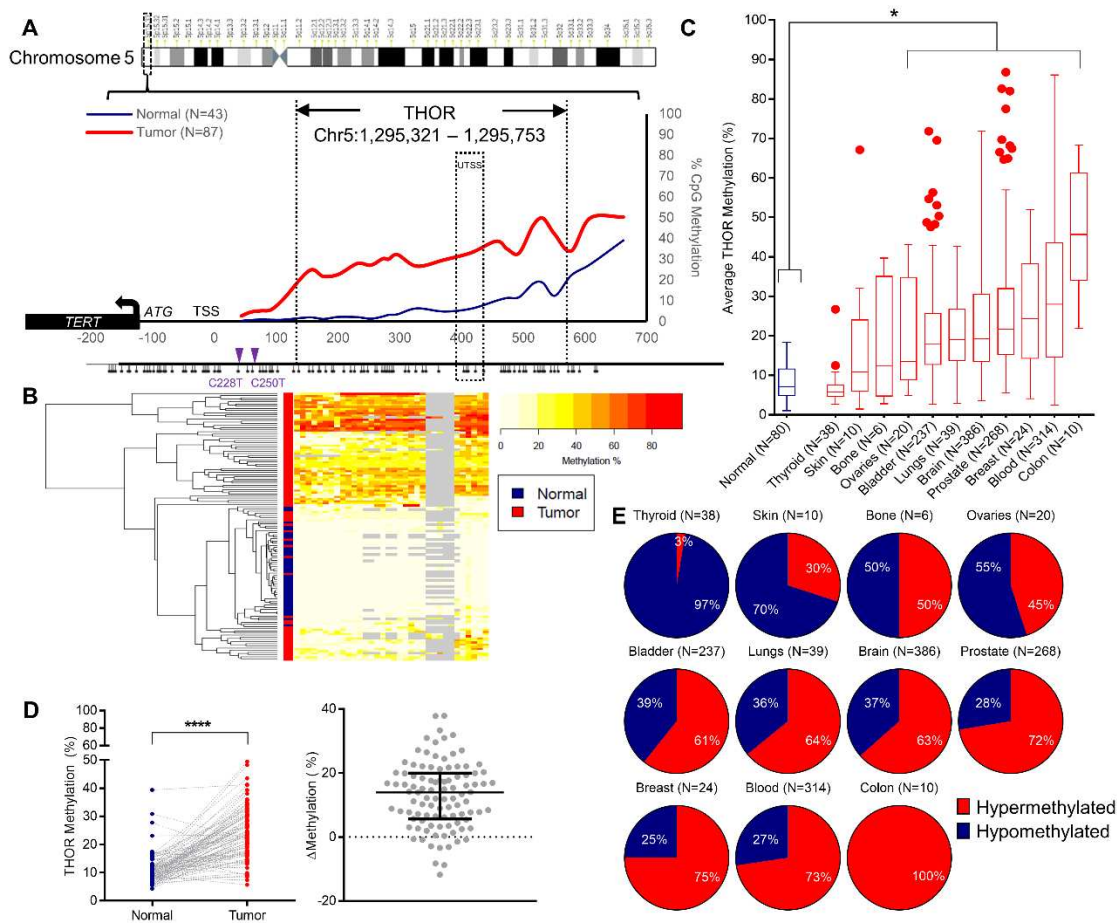 A
Chromosome 5
Normal (N=43)
Tumor (N=87)
THOR
Chr5:1,295,321 – 1,295,753
UTSS
% CpG Methylation
100
90
80
70
60
50
40
30
20
10
0
TERT
ATG
TSS
-200 -100 0 100 200 300 400 500 600 700
C228T C250T
B
0 20 40 60 80
Methylation %
Normal
Tumor
C
*
Average THOR Methylation (%)
100
90
80
70
60
50
40
30
20
10
0
Normal (N=80)
Thyroid (N=38)
Skin (N=10)
Bone (N=6)
Ovaries (N=20)
Bladder (N=237)
Lungs (N=39)
Brain (N=386)
Prostate (N=268)
Breast (N=24)
Blood (N=314)
Colon (N=10)
D
THOR Methylation (%)
100
80
60
50
40
30
20
10
0
****
Normal Tumor
ΔMethylation (%)
40
20
0
-20
E
Thyroid (N=38) Skin (N=10) Bone (N=6) Ovaries (N=20)
3% 97% 30% 70% 50% 50% 55% 45%
Bladder (N=237) Lungs (N=39) Brain (N=386) Prostate (N=268)
39% 61% 36% 64% 37% 63% 28% 72%
Breast (N=24) Blood (N=314) Colon (N=10)
25% 75% 27% 73% 100%
Hypermethylated
Hypomethylated